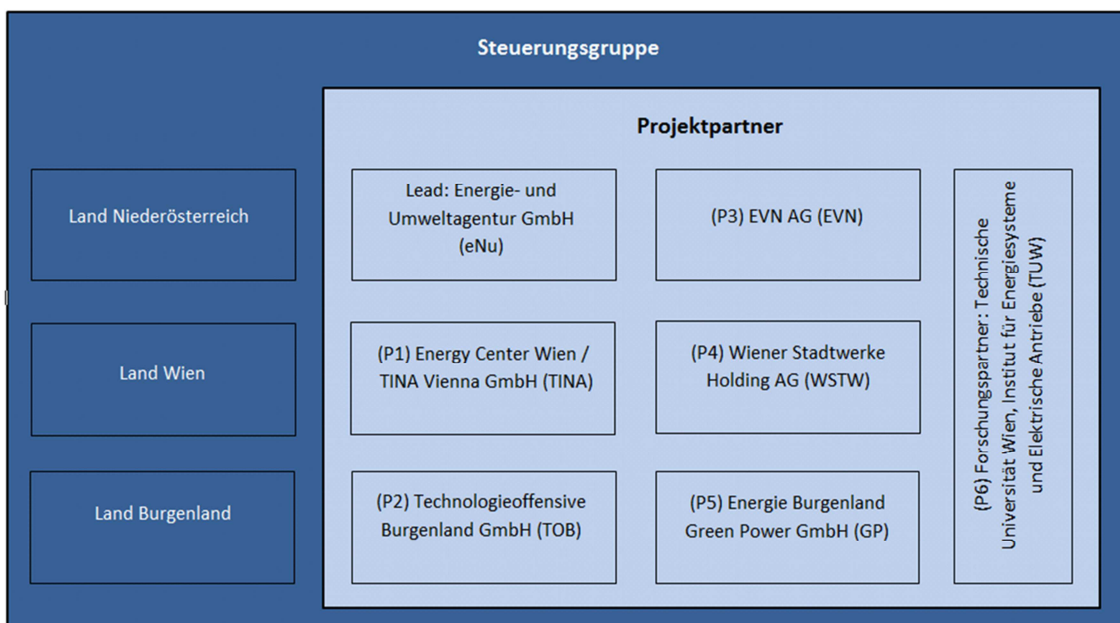 Steuerungsgruppe
Projektpartner
Land Niederösterreich
Lead: Energie- und
Umweltagentur GmbH
(eNu)
(P3) EVN AG (EVN)
Land Wien
(P1) Energy Center Wien /
TINA Vienna GmbH (TINA)
(P4) Wiener Stadtwerke
Holding AG (WSTW)
Land Burgenland
(P2) Technologieoffensive
Burgenland GmbH (TOB)
(P5) Energie Burgenland
Green Power GmbH (GP)
(P6) Forschungspartner: Technische
Universität Wien, Institut für Energiesysteme
und Elektrische Antriebe (TUW)